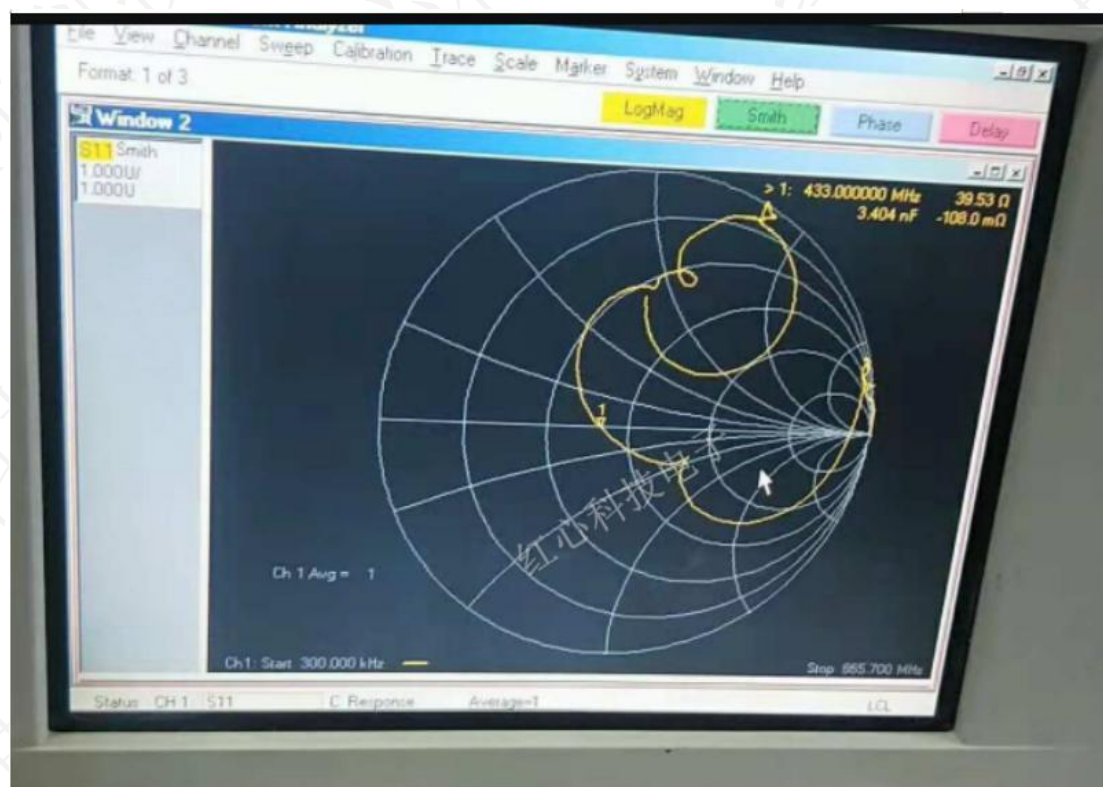 File View Channel Sweep Calibration Trace Scale Marker System Window Help
Format: 1 of 3
LogMag Smith Phase Delay
Window 2
S11 Smith
1.000U/
1.000U
> 1: 433.000000 MHz 39.53 Ω
3.404 nF -108.0 mΩ
1
红心科技电子
Ch 1 Avg = 1
Ch1: Start 300.000 kHz
Stop 865.700 MHz
Status CH 1 S11 C Response Average=1 LCL